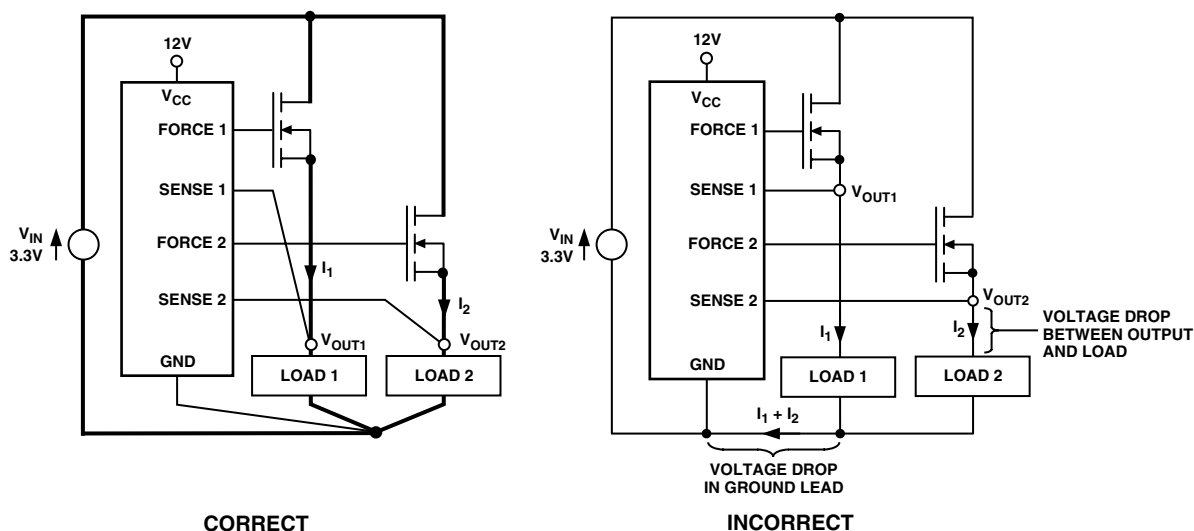 12V
VCC
FORCE 1
SENSE 1
VIN
3.3V
FORCE 2
I1
SENSE 2
I2
VOUT1
VOUT2
GND
LOAD 1
LOAD 2
CORRECT
12V
VCC
FORCE 1
SENSE 1
VOUT1
VIN
3.3V
FORCE 2
SENSE 2
VOUT2
I1
I2
VOLTAGE DROP
BETWEEN OUTPUT
AND LOAD
GND
LOAD 1
LOAD 2
I1 + I2
VOLTAGE DROP
IN GROUND LEAD
INCORRECT